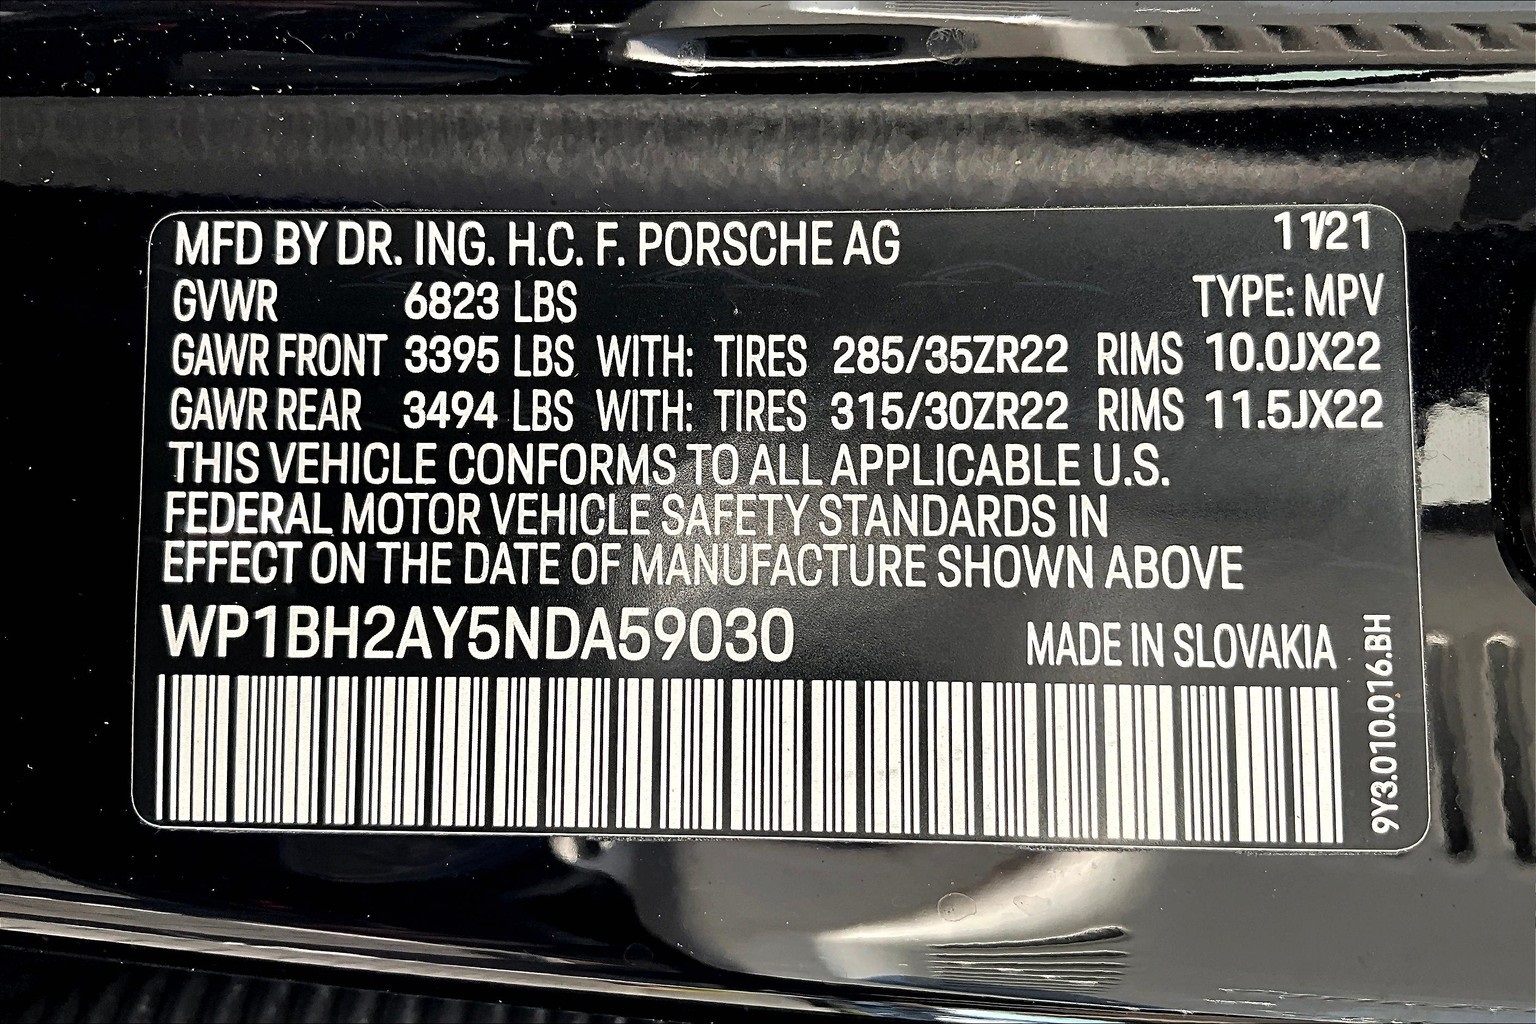 MFD BY DR. ING. H.C. F. PORSCHE AG 11/21
GVWR 6823 LBS TYPE: MPV
GAWR FRONT 3395 LBS WITH: TIRES 285/35ZR22 RIMS 10.0JX22
GAWR REAR 3494 LBS WITH: TIRES 315/30ZR22 RIMS 11.5JX22
THIS VEHICLE CONFORMS TO ALL APPLICABLE U.S.
FEDERAL MOTOR VEHICLE SAFETY STANDARDS IN
EFFECT ON THE DATE OF MANUFACTURE SHOWN ABOVE
WP1BH2AY5NDA59030 MADE IN SLOVAKIA
9Y3.010.016.BH